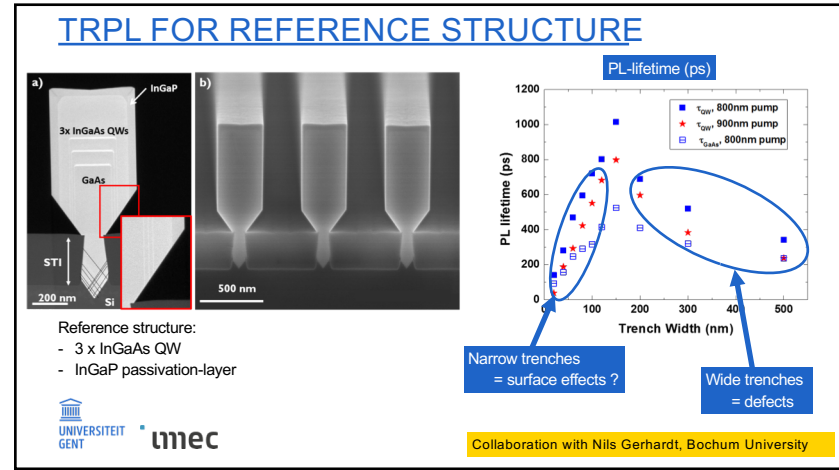 TRPL FOR REFERENCE STRUCTURE
a)
InGaP
3x InGaAs QWs
GaAs
STI
200 nm
Si
b)
500 nm
Reference structure:
- 3 x InGaAs QW
- InGaP passivation-layer
PL-lifetime (ps)
1200
1000
800
600
400
200
0
PL lifetime (ps)
τQW, 800nm pump
τQW, 900nm pump
τGaAs, 800nm pump
0
100
200
300
400
500
Trench Width (nm)
Narrow trenches
= surface effects ?
Wide trenches
= defects
UNIVERSITEIT
GENT
imec
Collaboration with Nils Gerhardt, Bochum University